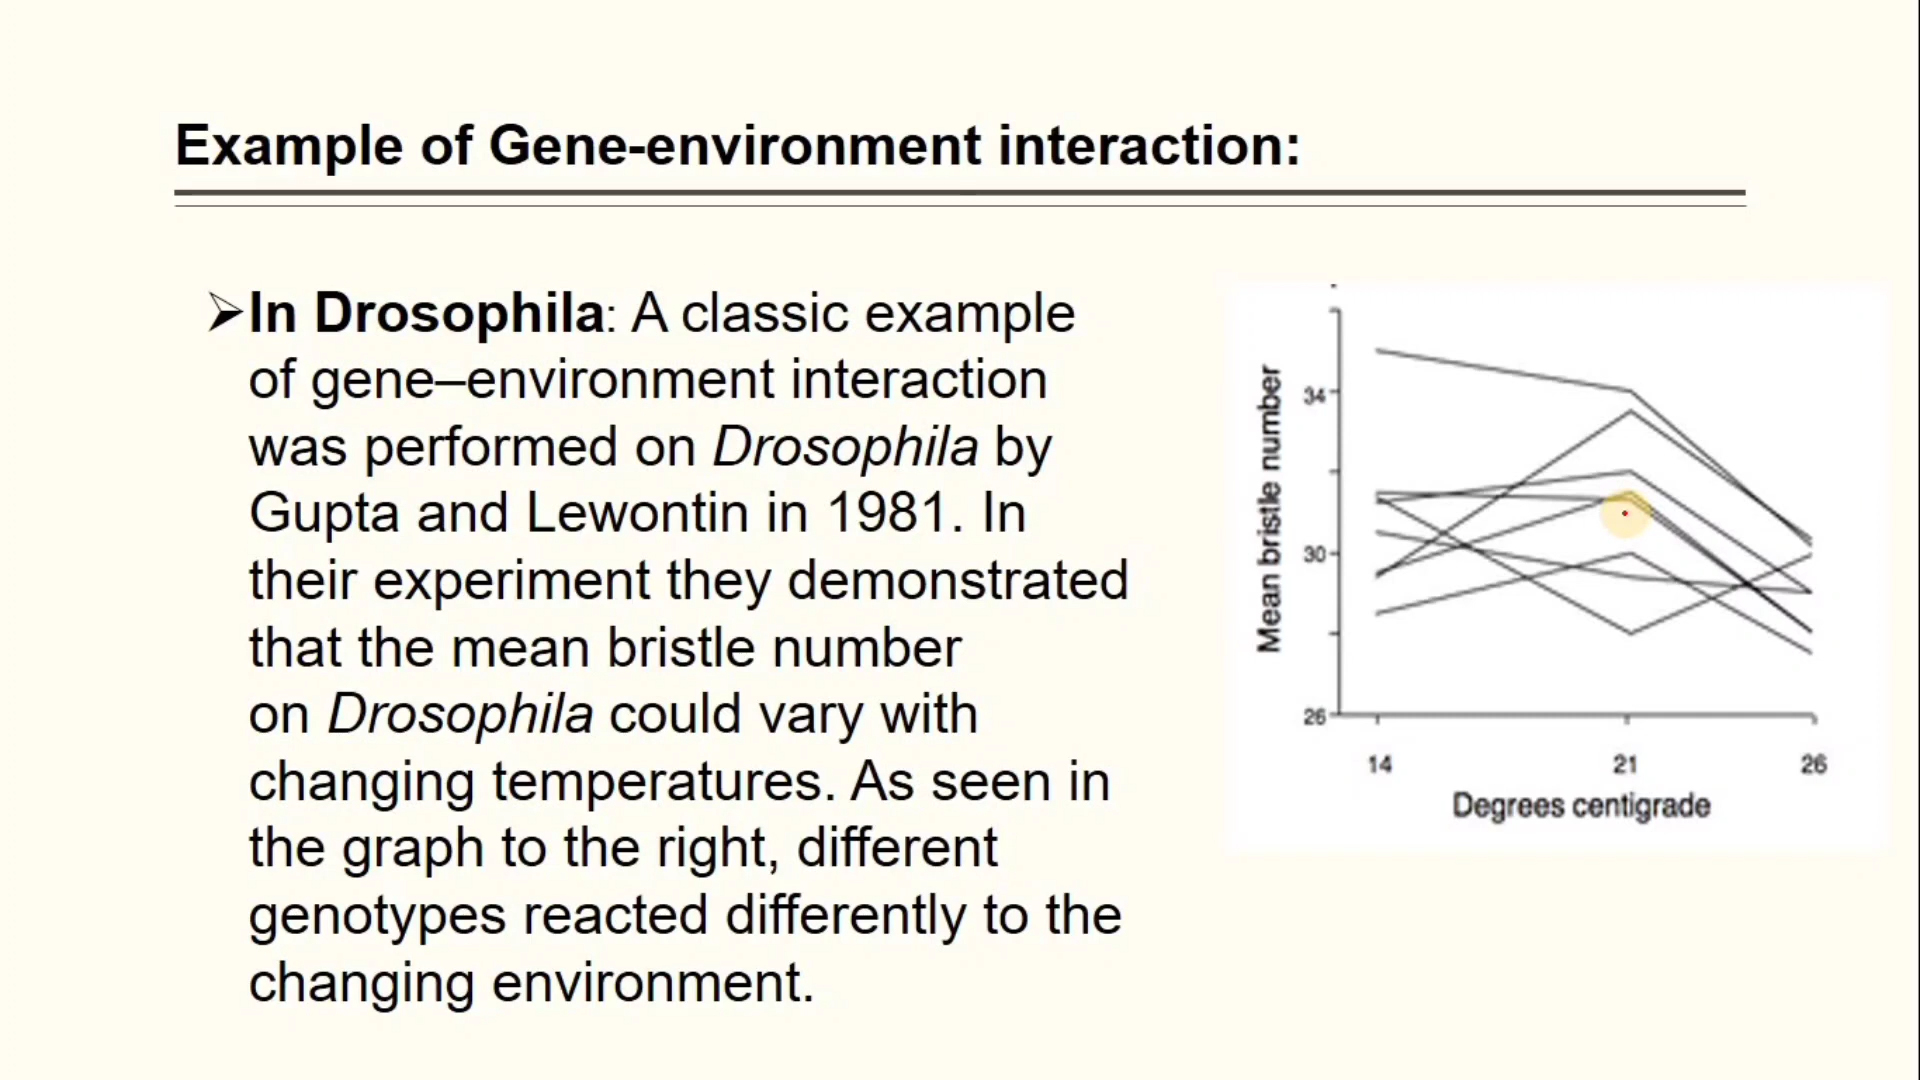 Example of Gene-environment interaction:
➢In Drosophila: A classic example
of gene–environment interaction
was performed on Drosophila by
Gupta and Lewontin in 1981. In
their experiment they demonstrated
that the mean bristle number
on Drosophila could vary with
changing temperatures. As seen in
the graph to the right, different
genotypes reacted differently to the
changing environment.
Mean bristle number
34
30
26
14 21 26
Degrees centigrade